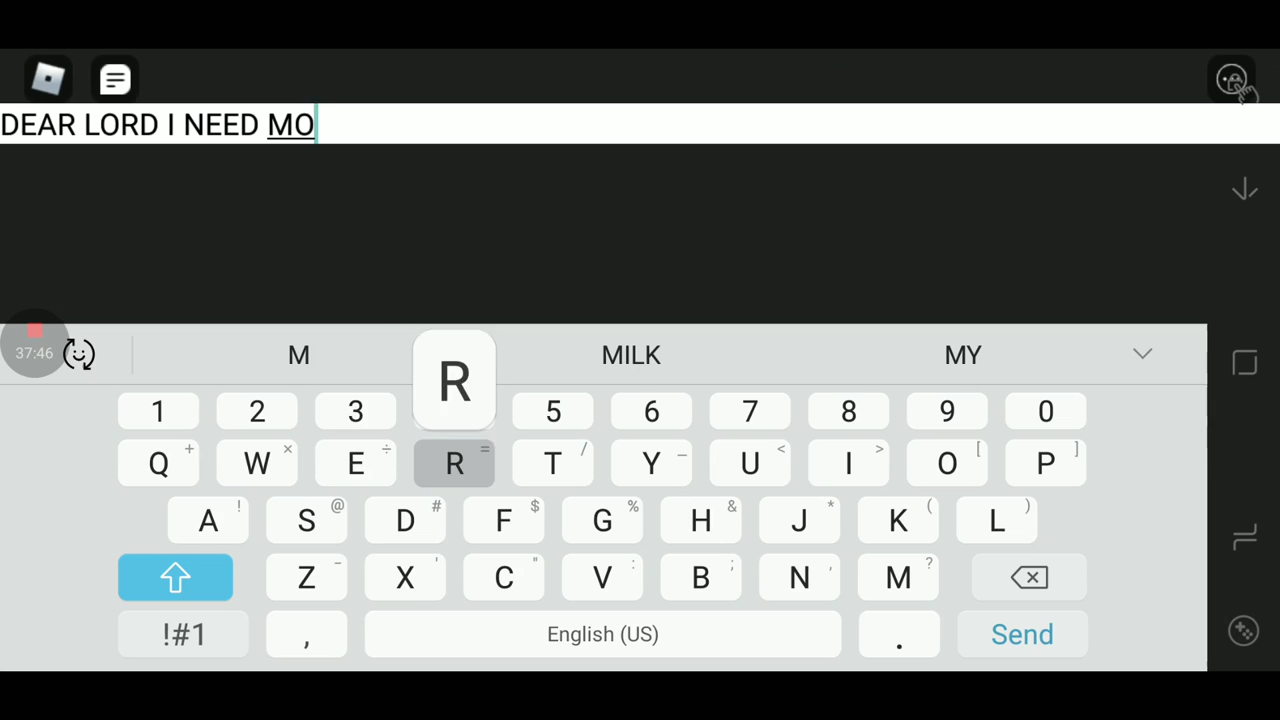 DEAR LORD I NEED MO
37:46
M MILK MY
R
1 2 3 5 6 7 8 9 0
Q + W × E ÷ R = T / Y – U < I > O [ P ]
A ! S @ D # F $ G % H & J * K ( L )
Z – X ' C " V : B ; N , M ?
!#1 , English (US) . Send